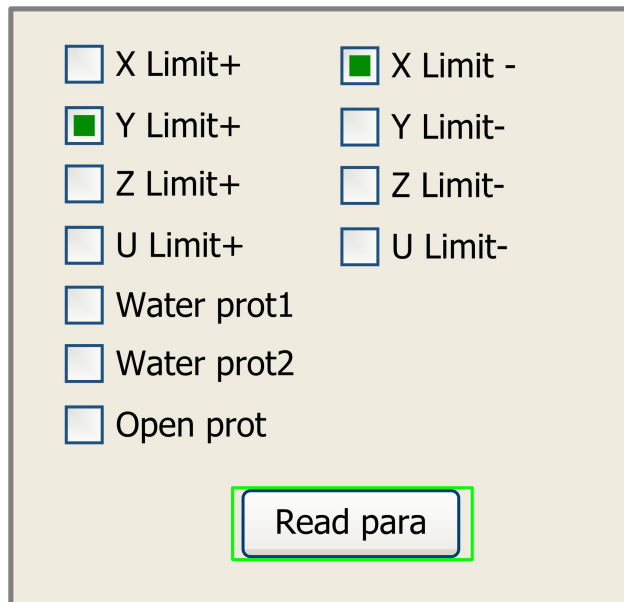 X Limit+ X Limit -
Y Limit+ Y Limit-
Z Limit+ Z Limit-
U Limit+ U Limit-
Water prot1
Water prot2
Open prot
Read para